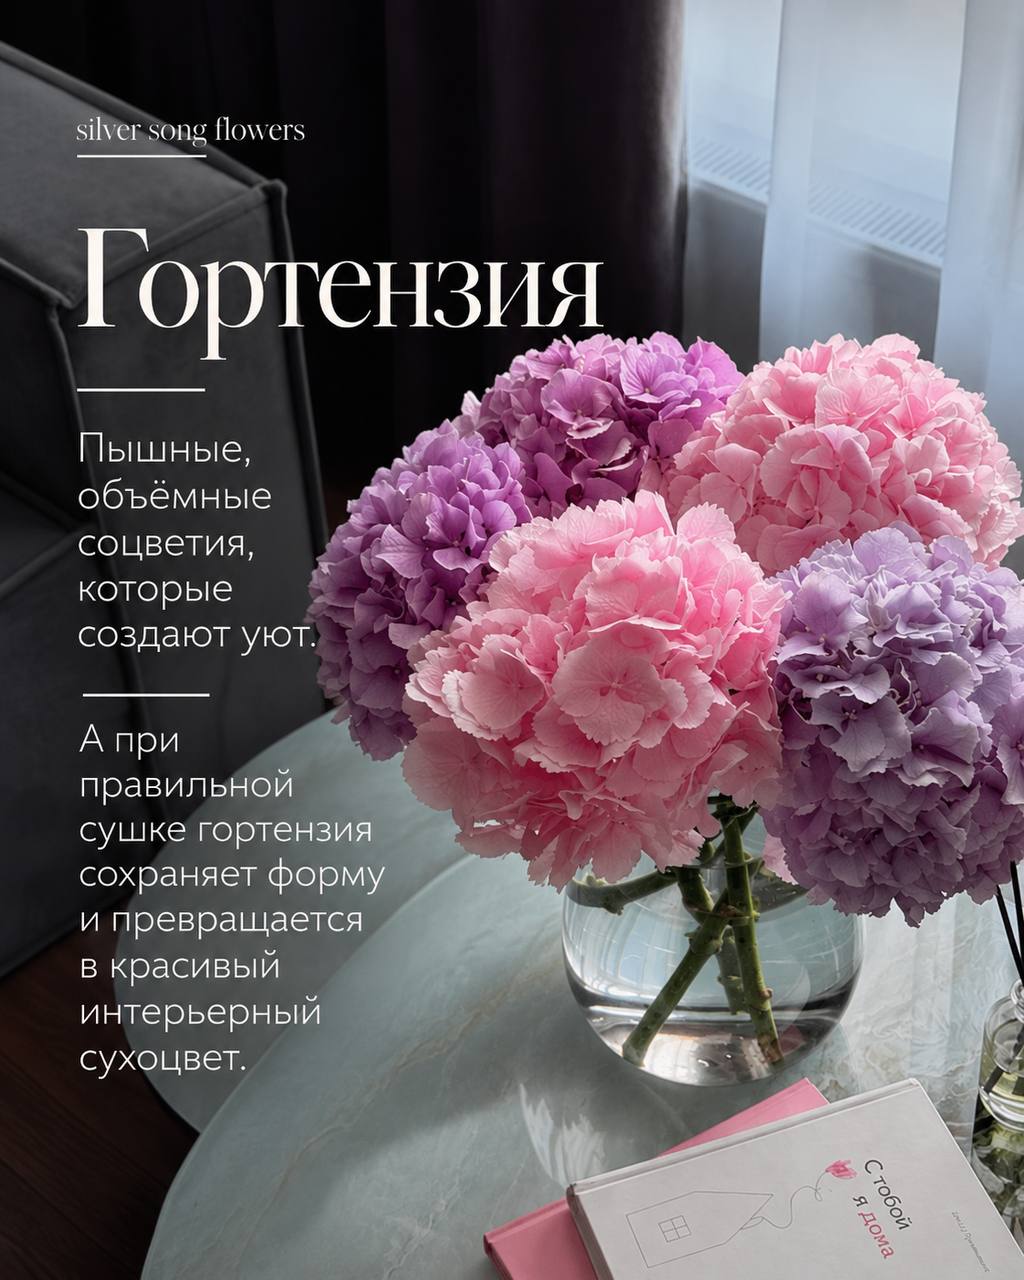 silver song flowers
Гортензия
Пышные,
объёмные
соцветия,
которые
создают уют.
А при
правильной
сушке гортензия
сохраняет форму
и превращается
в красивый
интерьерный
сухоцвет.
С тобой
я дома